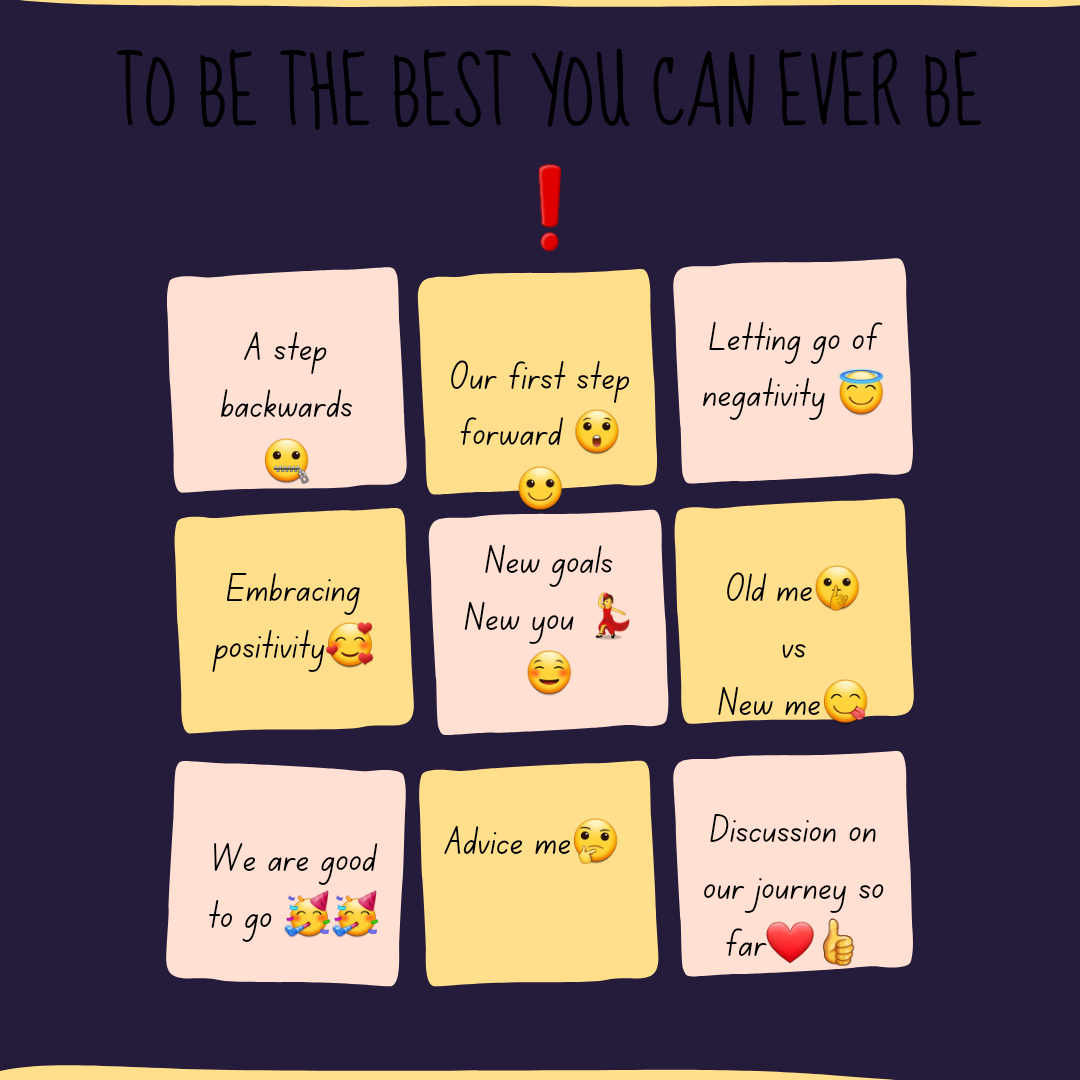 TO BE THE BEST YOU CAN EVER BE
❗
A step
backwards
🤐
Our first step
forward 😲
🙂
Letting go of
negativity 😇
Embracing
positivity🥰
New goals
New you 💃
☺️
Old me🤫
vs
New me😋
We are good
to go 🥳🥳
Advice me🤔
Discussion on
our journey so
far❤️👍